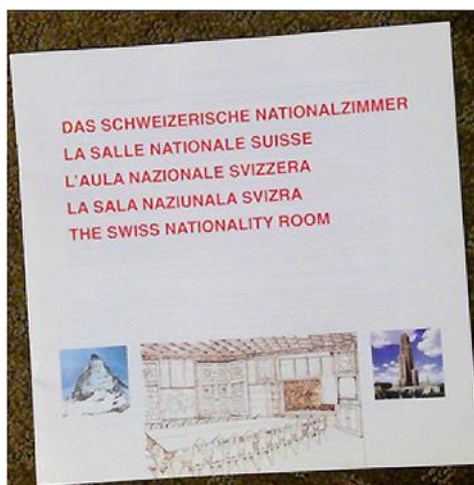 DAS SCHWEIZERISCHE NATIONALZIMMER
LA SALLE NATIONALE SUISSE
L'AULA NAZIONALE SVIZZERA
LA SALA NAZIUNALA SVIZRA
THE SWISS NATIONALITY ROOM